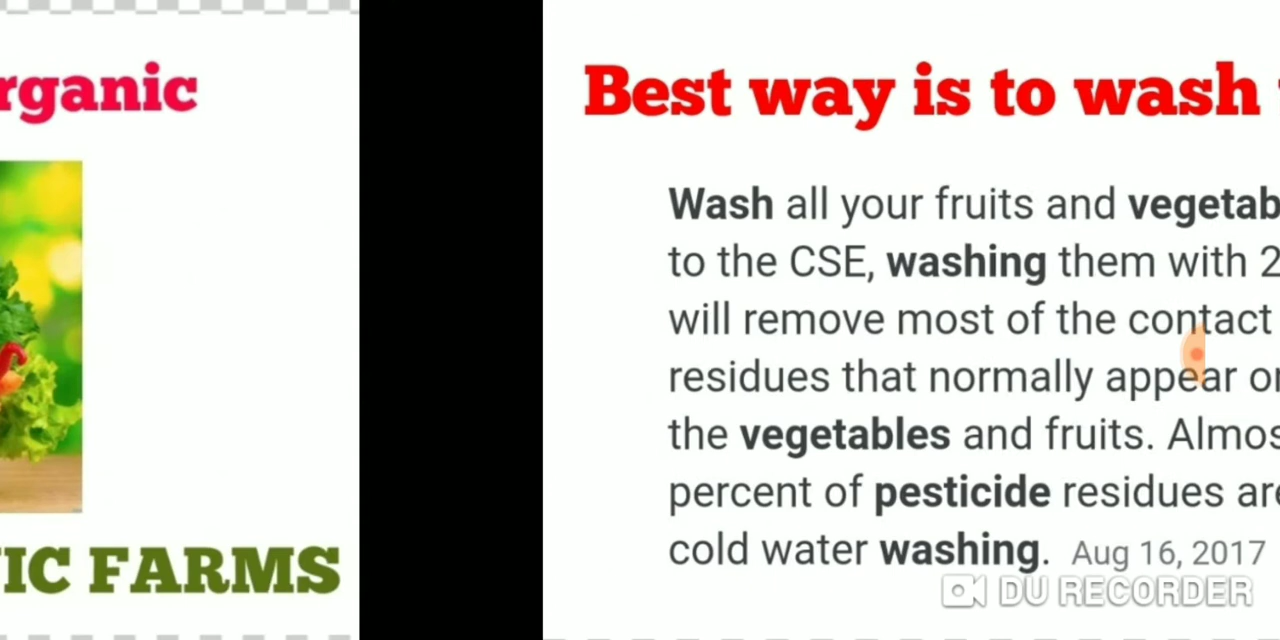 rganic
IC FARMS
Best way is to wash
Wash all your fruits and vegetab
to the CSE, washing them with 2
will remove most of the contact
residues that normally appear or
the vegetables and fruits. Almos
percent of pesticide residues are
cold water washing. Aug 16, 2017
DU RECORDER